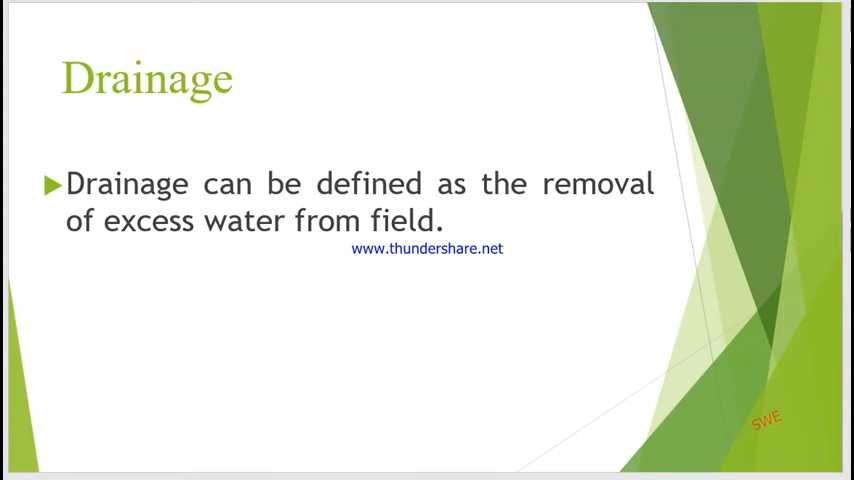 Drainage
Drainage can be defined as the removal
of excess water from field.
www.thundershare.net
SWE